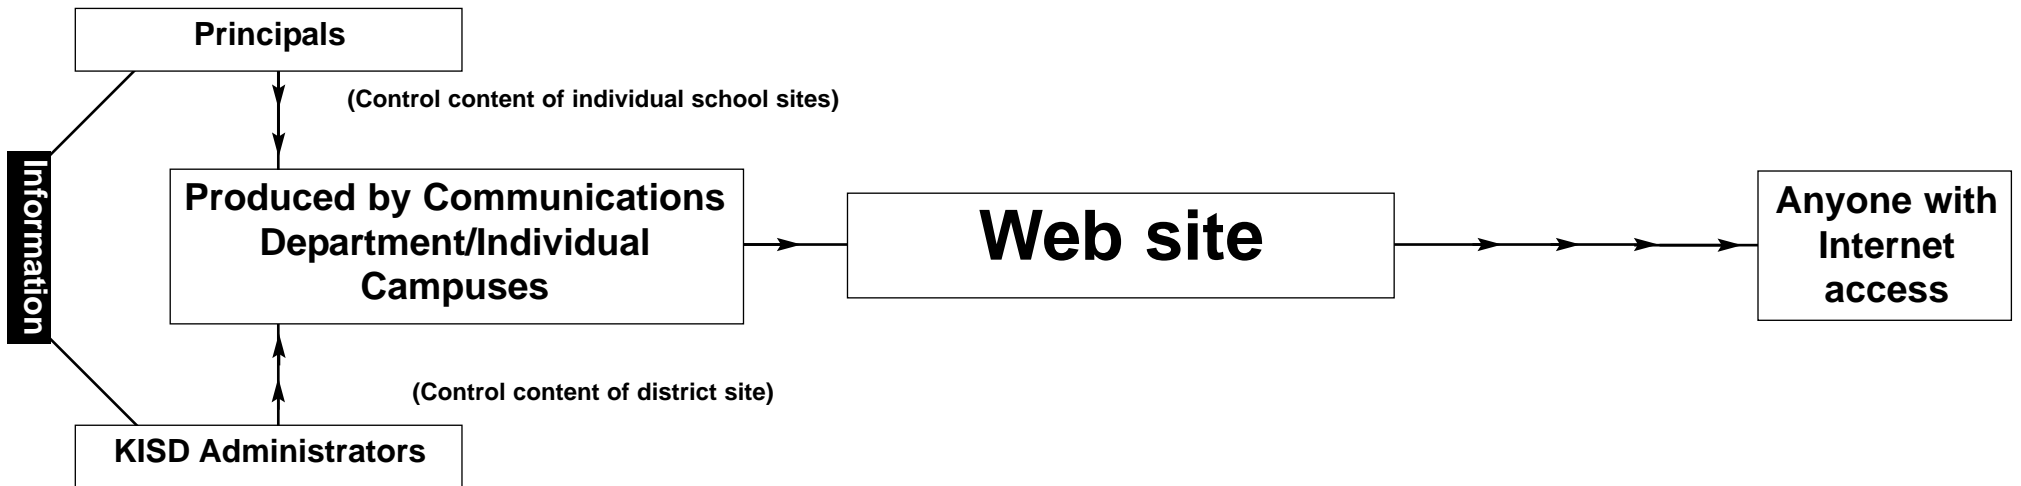 Principals
(Control content of individual school sites)
Information
Produced by Communications
Department/Individual
Campuses
Web site
Anyone with
Internet
access
(Control content of district site)
KISD Administrators